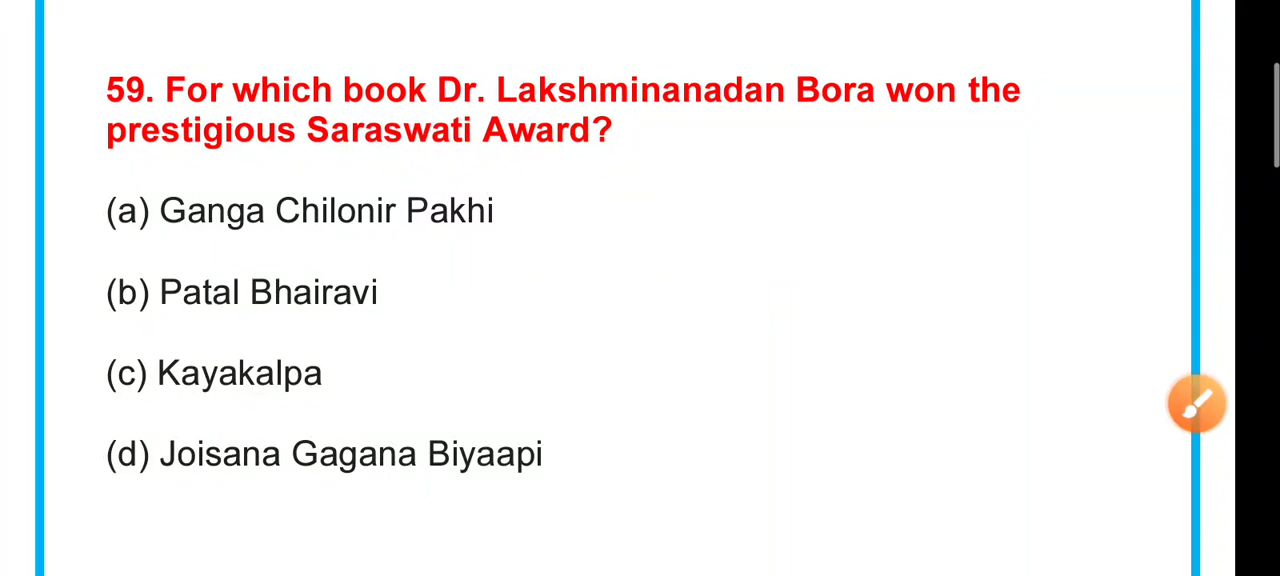 59. For which book Dr. Lakshminanadan Bora won the
prestigious Saraswati Award?
(a) Ganga Chilonir Pakhi
(b) Patal Bhairavi
(c) Kayakalpa
(d) Joisana Gagana Biyaapi